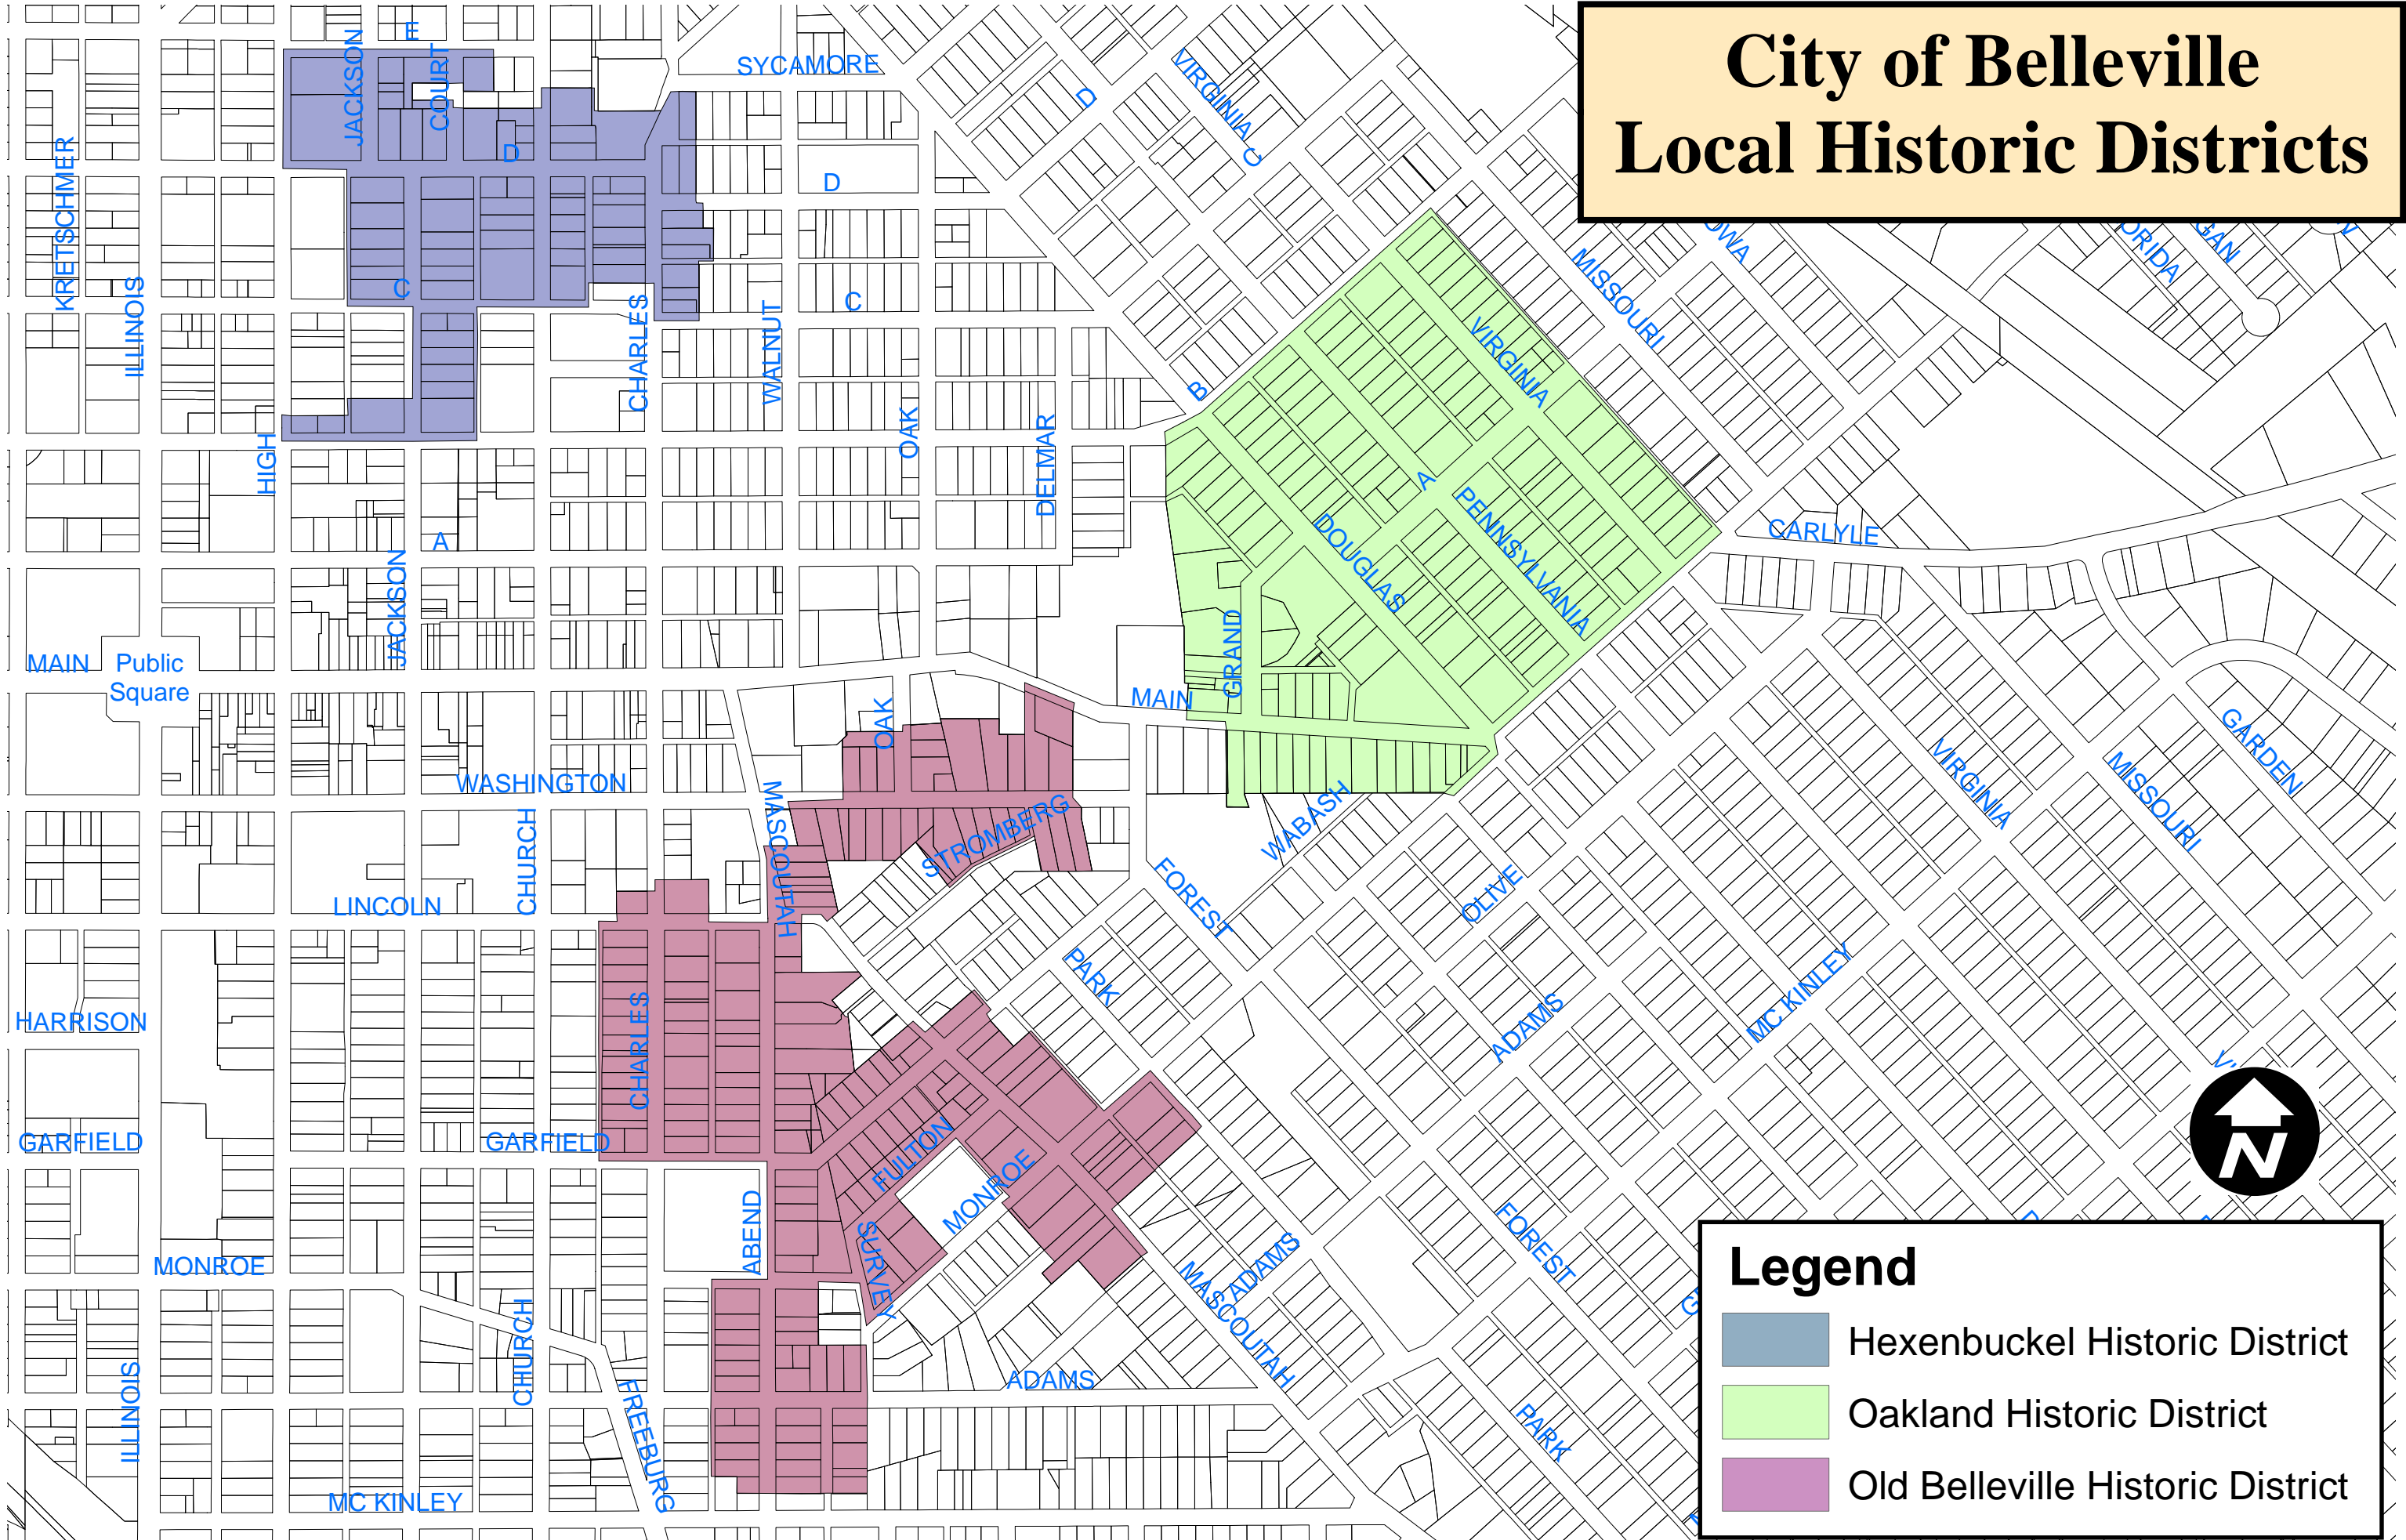 City of Belleville
Local Historic Districts
E
JACKSON
COURT
SYCAMORE
VIRGINIA
D
C
D
D
KRETSCHMER
ILLINOIS
C
CHARLES
WALNUT
C
MISSOURI
VIRGINIA
B
HIGH
OAK
DELMAR
A
PENNSYLVANIA
DOUGLAS
CARLYLE
A
JACKSON
GRAND
MAIN
Public
Square
MAIN
OAK
WASHINGTON
MASCOUTAH
STROMBERG
WABASH
GARDEN
VIRGINIA
MISSOURI
CHURCH
LINCOLN
FOREST
OLIVE
PARK
MC KINLEY
ADAMS
HARRISON
CHARLES
GARFIELD
GARFIELD
FULTON
MONROE
N
ABEND
SURVEY
MONROE
ADAMS
FOREST
MASCOUTAH
CHURCH
ILLINOIS
FREEBURG
ADAMS
PARK
MC KINLEY
Legend
Hexenbuckel Historic District
Oakland Historic District
Old Belleville Historic District